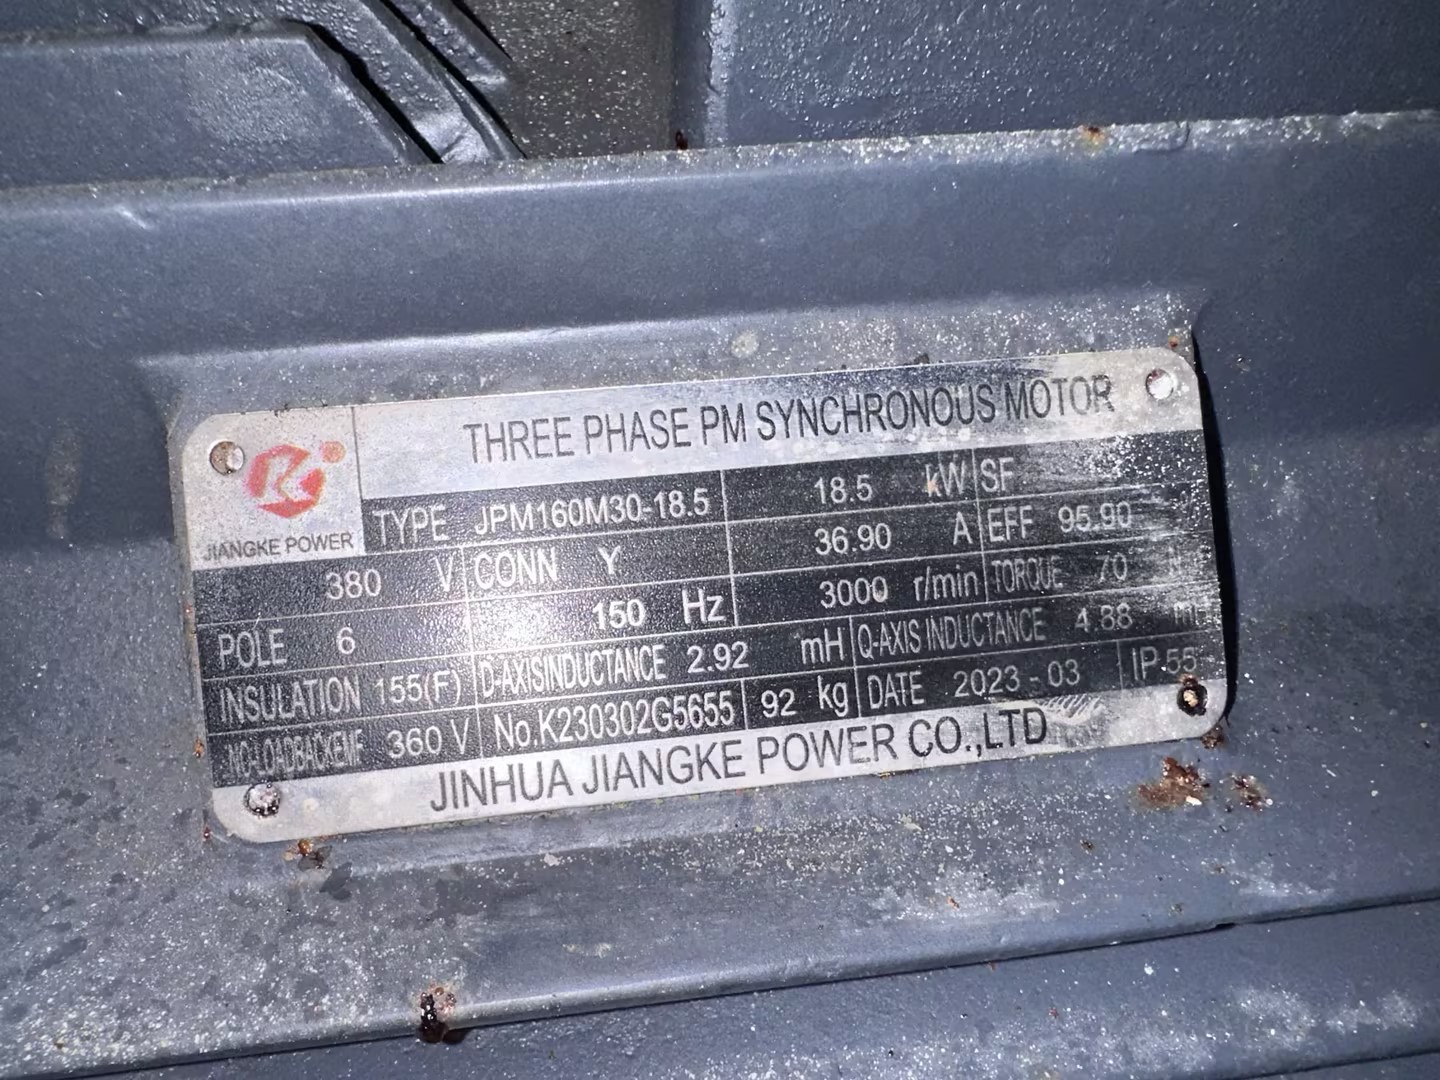 THREE PHASE PM SYNCHRONOUS MOTOR
JIANGKE POWER
TYPE JPM160M30-18.5 18.5 kW SF
380 V CONN Y 36.90 A EFF 95.90
POLE 6 150 Hz 3000 r/min TORQUE 70
INSULATION 155(F) D-AXISINDUCTANCE 2.92 mH Q-AXIS INDUCTANCE 4.88
360 V No.K230302G5655 92 kg DATE 2023-03 IP 55
JINHUA JIANGKE POWER CO.,LTD